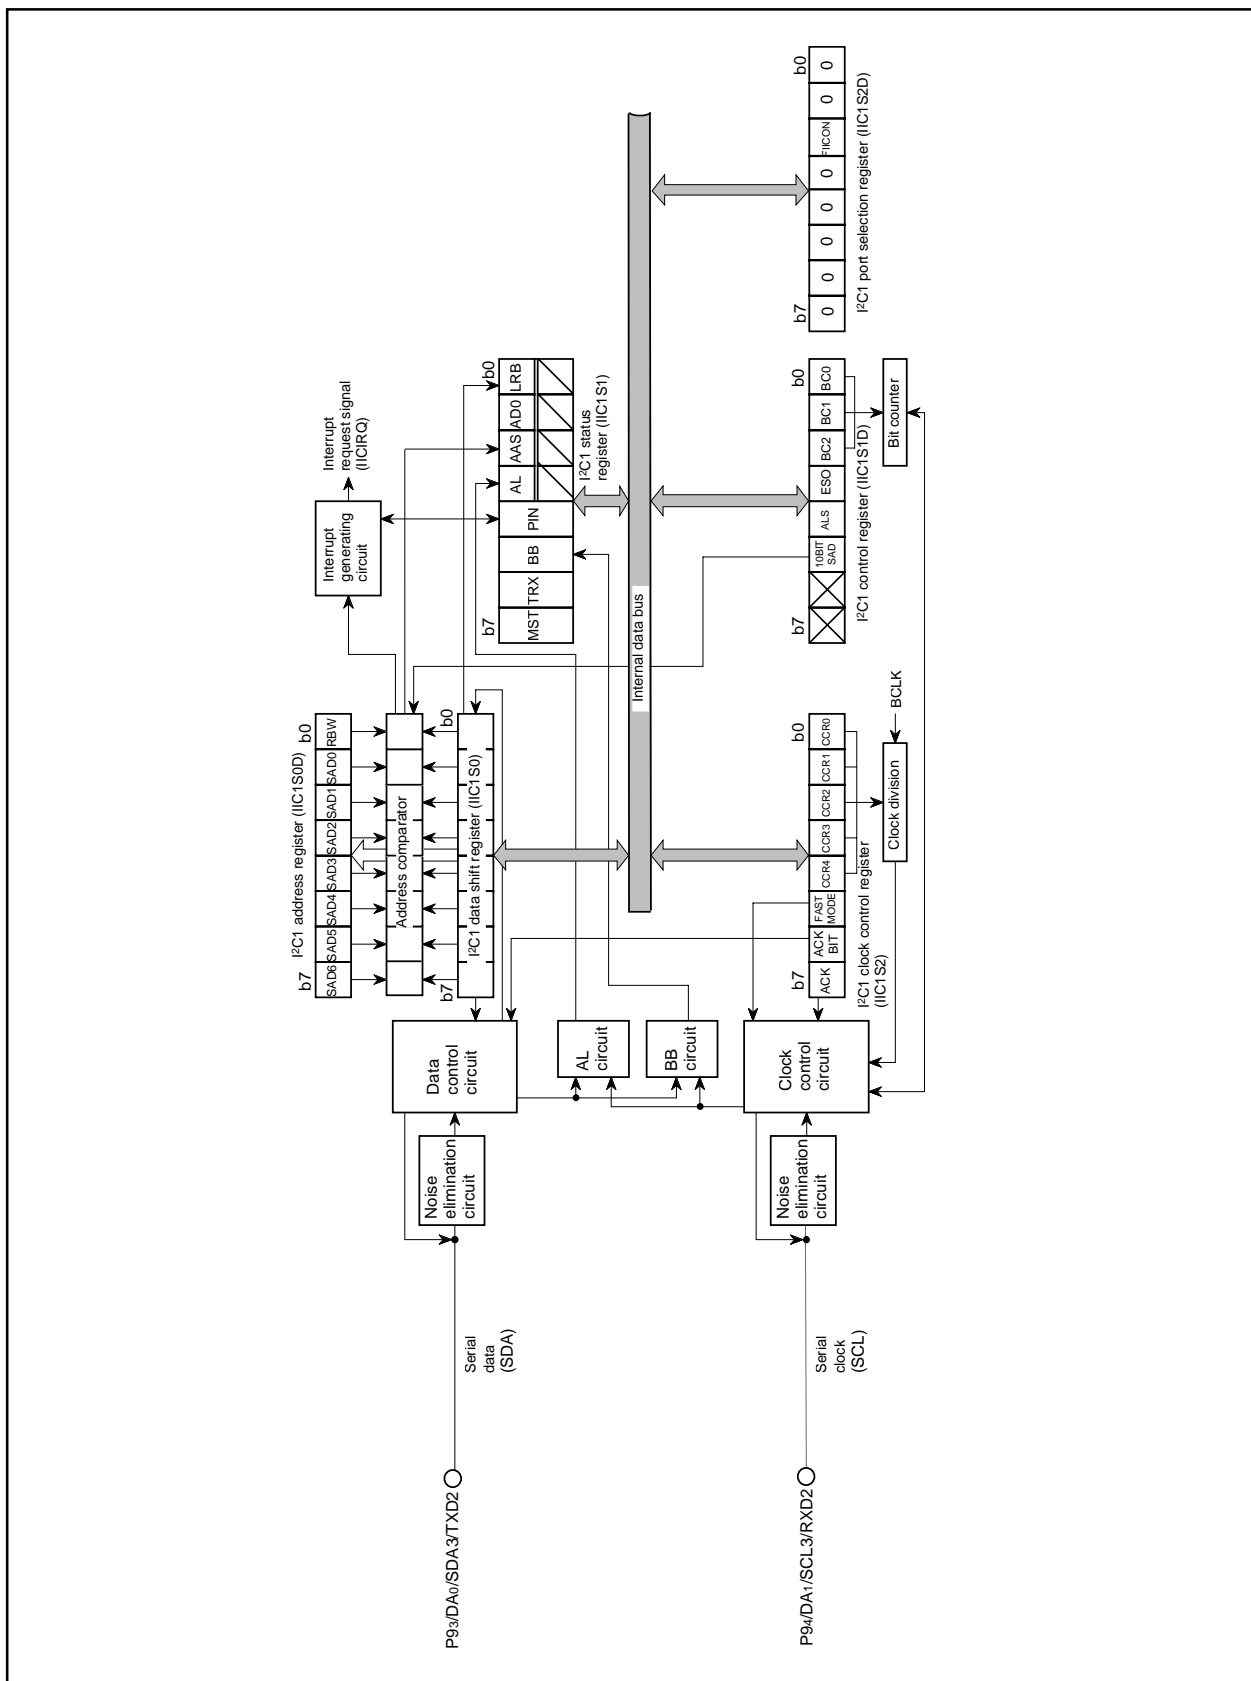 P93/DA0/SDA3/TXD2
Serial
data
(SDA)
Noise
elimination
circuit
Data
control
circuit
I2C1 address register (IIC1S0D)
b7
b0
SAD6
SAD5
SAD4
SAD3
SAD2
SAD1
SAD0
RBW
Address comparator
b7
b0
I2C1 data shift register (IIC1S0)
Interrupt
generating
circuit
Interrupt
request signal
(IICIRQ)
b7
b0
MST
TRX
BB
PIN
AL
AAS
AD0
LRB
I2C1 status
register (IIC1S1)
AL
circuit
BB
circuit
Internal data bus
P94/DA1/SCL3/RXD2
Serial
clock
(SCL)
Noise
elimination
circuit
Clock
control
circuit
b7
b0
ACK
ACK
BIT
FAST
MODE
CCR4
CCR3
CCR2
CCR1
CCR0
I2C1 clock control register
(IIC1S2)
Clock division
BCLK
b7
b0
10BIT
SAD
ALS
ESO
BC2
BC1
BC0
I2C1 control register (IIC1S1D)
Bit counter
b7
b0
0
0
0
0
0
FIICON
0
0
I2C1 port selection register (IIC1S2D)